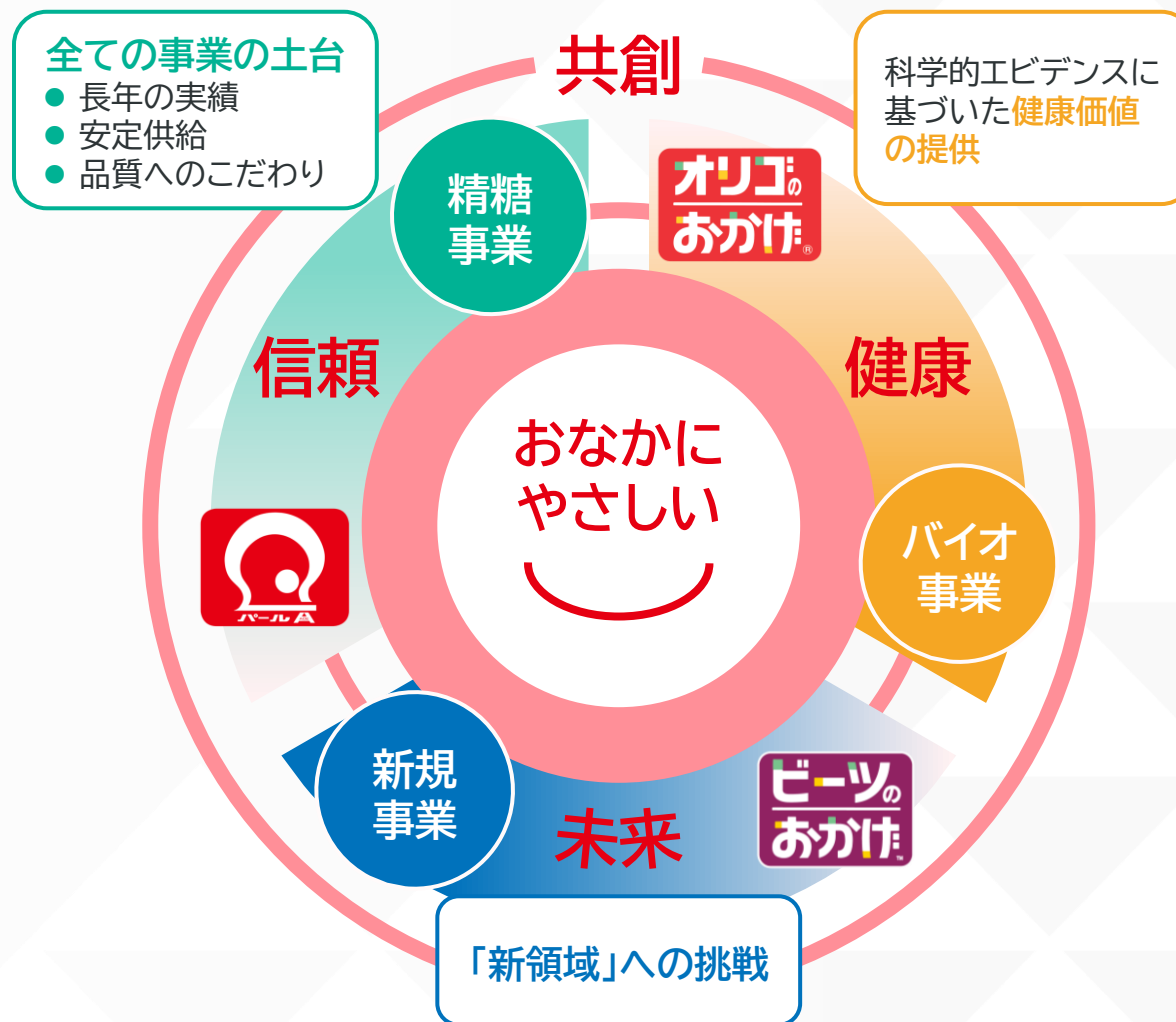 共創
全ての事業の土台
● 長年の実績
● 安定供給
● 品質へのこだわり
科学的エビデンスに
基づいた健康価値
の提供
精糖
事業
オリゴの
おかげ®
信頼
健康
おなかに
やさしい
パールA
バイオ
事業
新規
事業
未来
ビーツの
おかげ™
「新領域」への挑戦